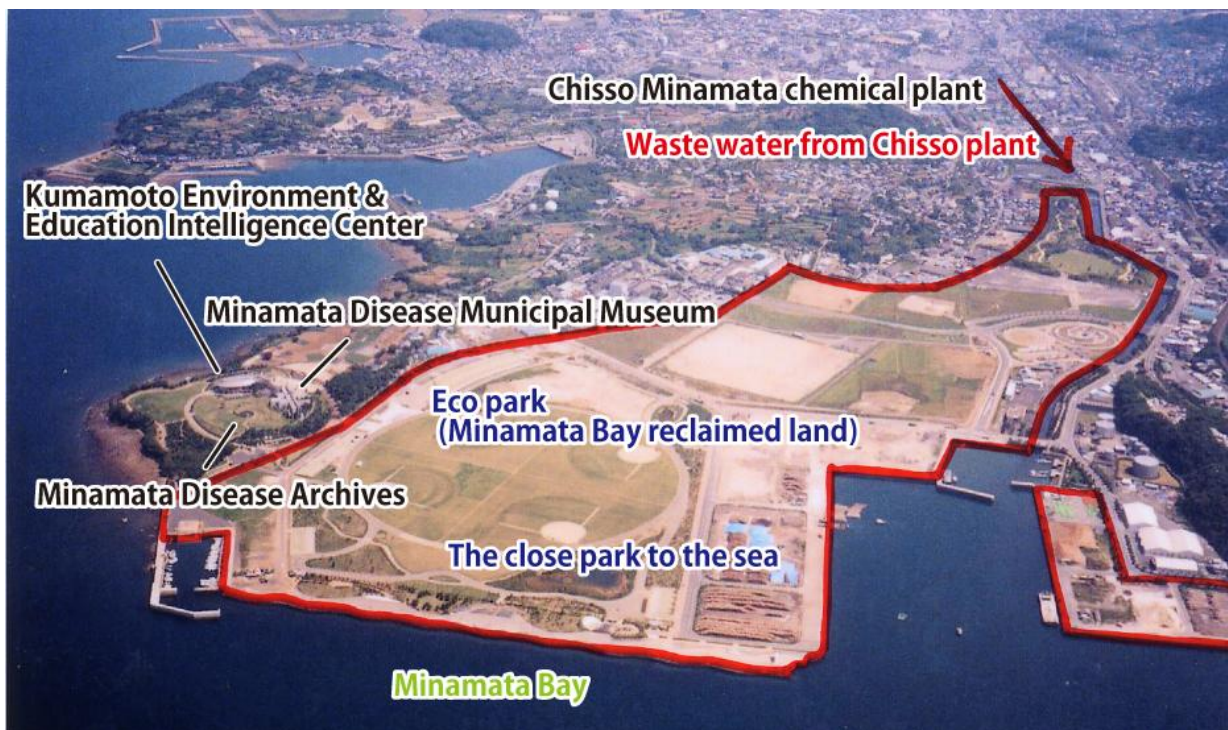 Chisso Minamata chemical plant
Waste water from Chisso plant
Kumamoto Environment &
Education Intelligence Center
Minamata Disease Municipal Museum
Eco park
(Minamata Bay reclaimed land)
Minamata Disease Archives
The close park to the sea
Minamata Bay